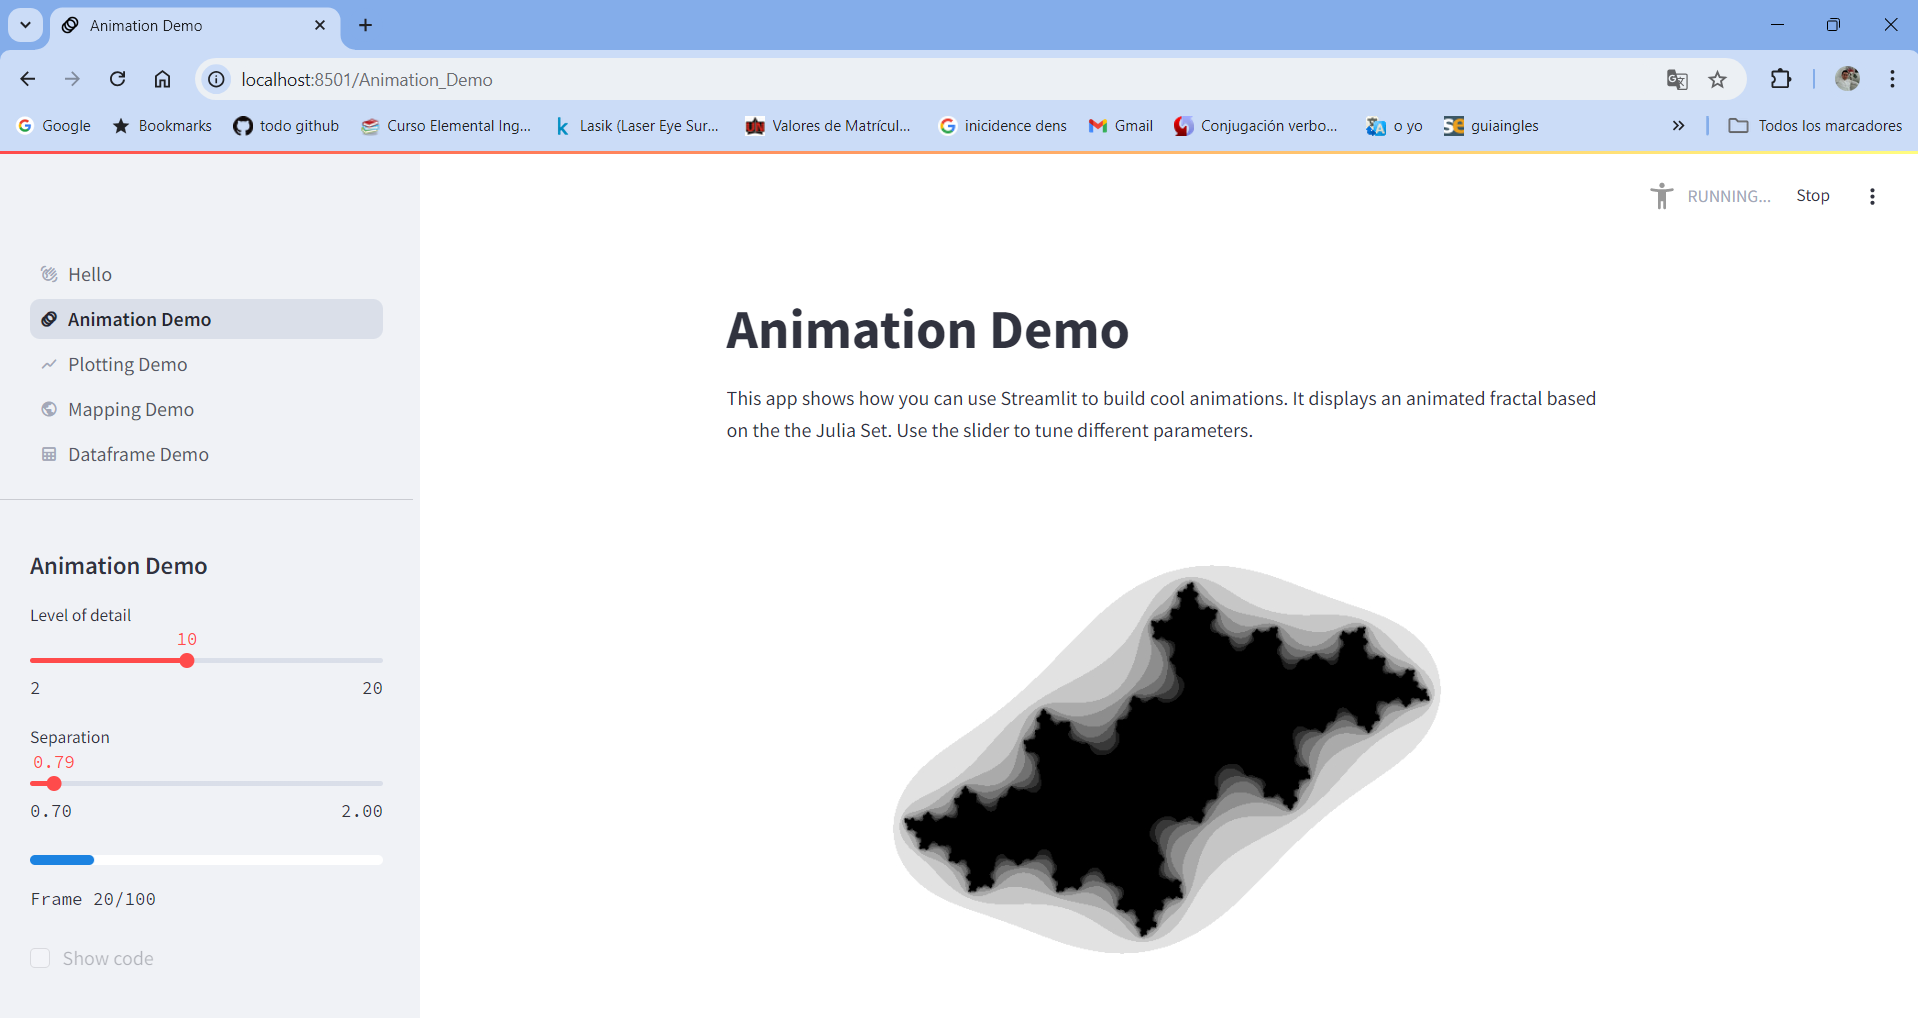 Animation Demo
localhost:8501/Animation_Demo
Google
Bookmarks
todo github
Curso Elemental Ing...
Lasik (Laser Eye Sur...
Valores de Matrícul...
inicidence dens
Gmail
Conjugación verbo...
o yo
guiaingles
Todos los marcadores
RUNNING...
Stop
Hello
Animation Demo
Plotting Demo
Mapping Demo
Dataframe Demo
Animation Demo
Level of detail
10
2 20
Separation
0.79
0.70 2.00
Frame 20/100
Show code
Animation Demo
This app shows how you can use Streamlit to build cool animations. It displays an animated fractal based
on the the Julia Set. Use the slider to tune different parameters.